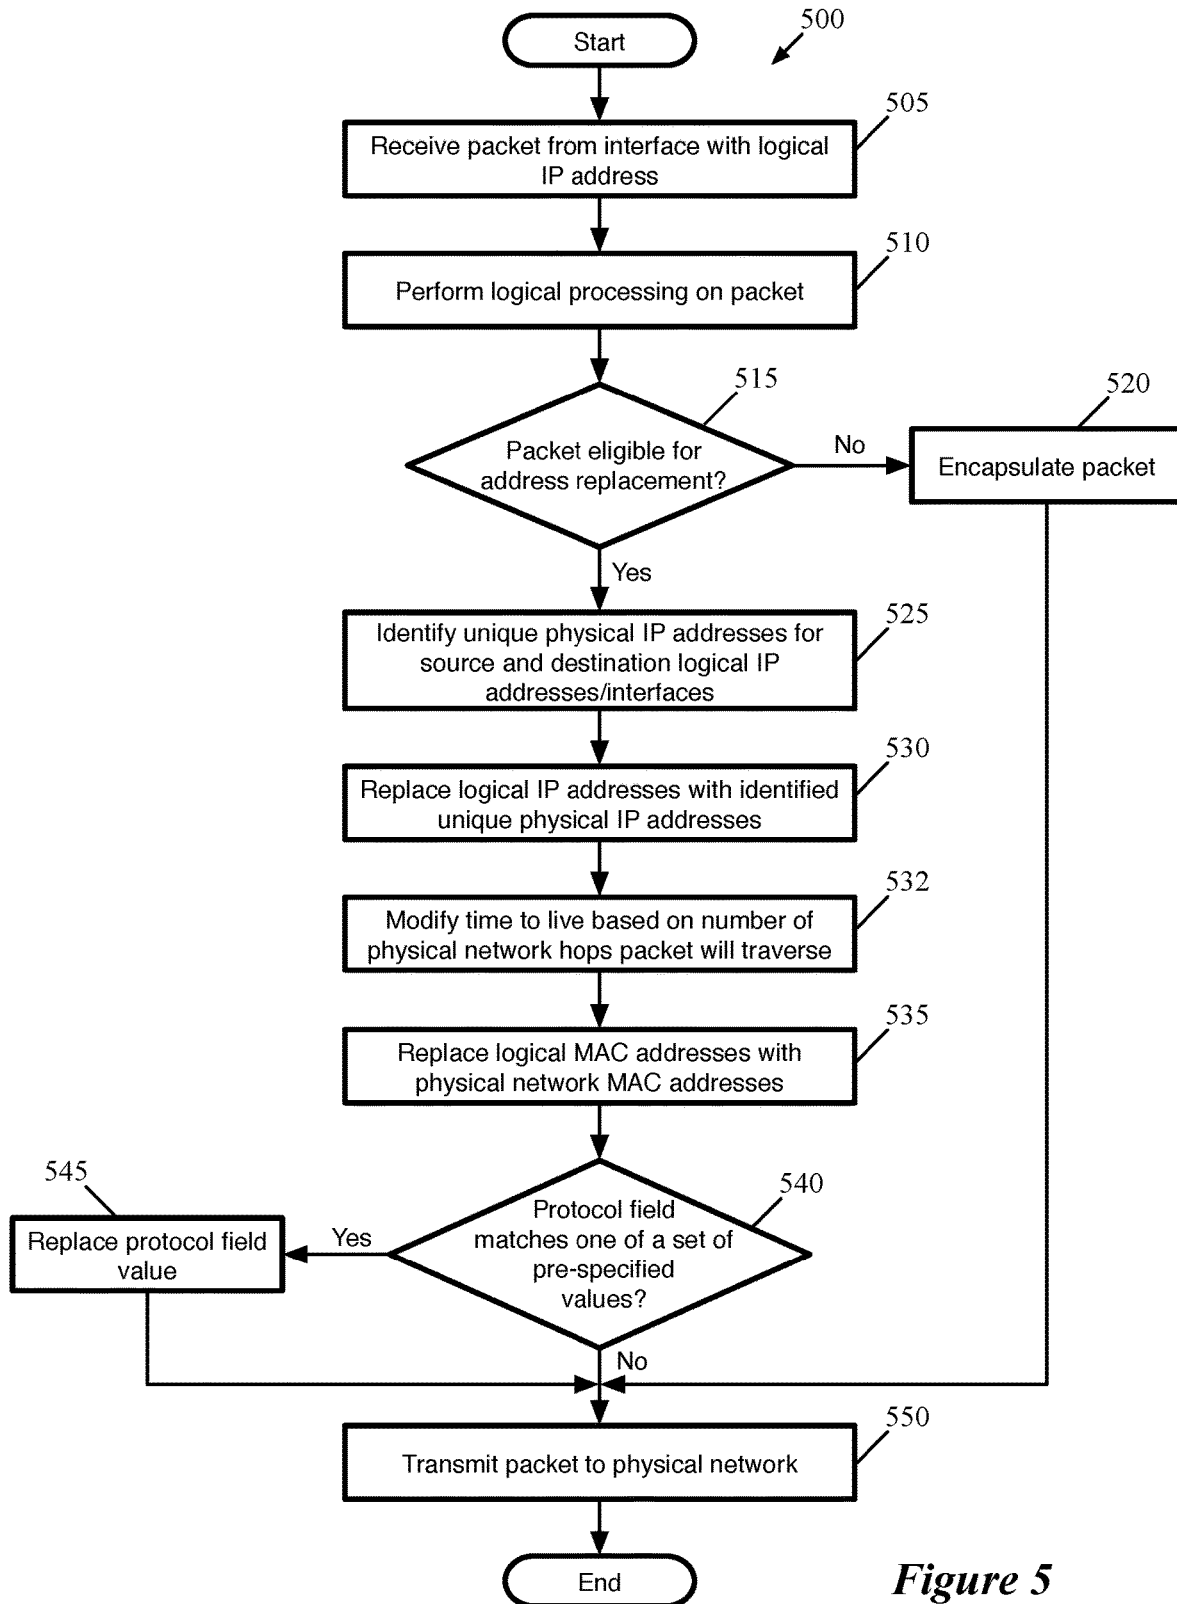 Start
500
505
Receive packet from interface with logical
IP address
510
Perform logical processing on packet
515
Packet eligible for
address replacement?
No
520
Encapsulate packet
Yes
525
Identify unique physical IP addresses for
source and destination logical IP
addresses/interfaces
530
Replace logical IP addresses with identified
unique physical IP addresses
532
Modify time to live based on number of
physical network hops packet will traverse
535
Replace logical MAC addresses with
physical network MAC addresses
540
Protocol field
matches one of a set of
pre-specified
values?
Yes
545
Replace protocol field
value
No
550
Transmit packet to physical network
End
Figure 5